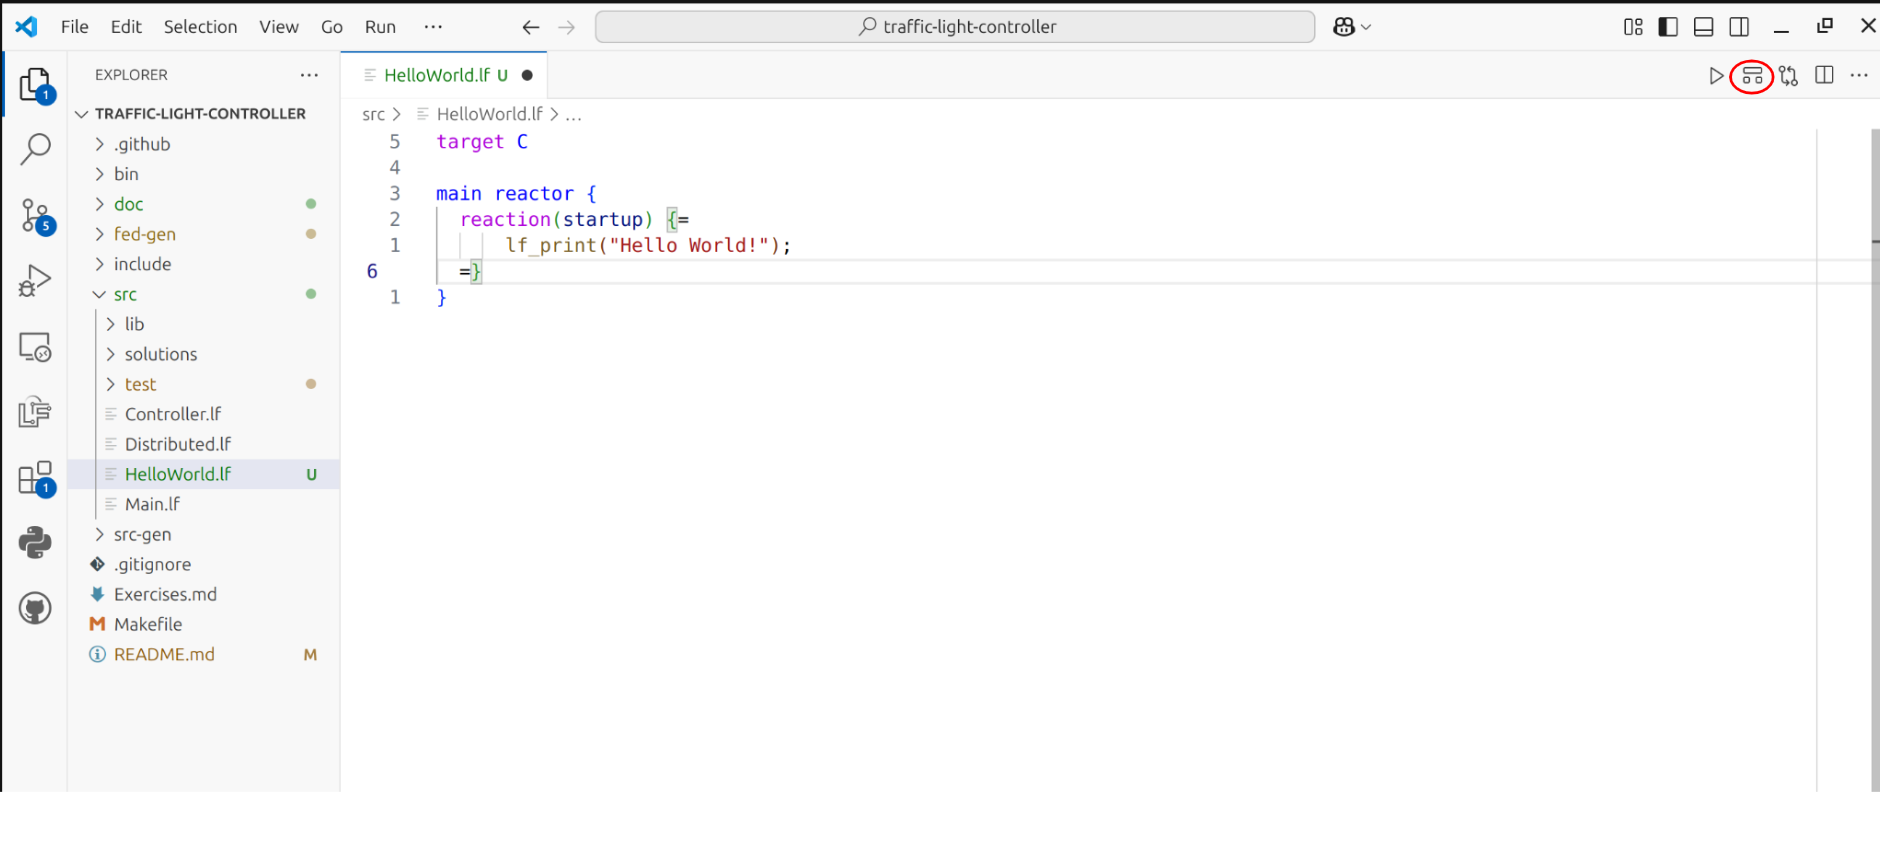 File Edit Selection View Go Run ··· traffic-light-controller
EXPLORER ···
HelloWorld.lf U
TRAFFIC-LIGHT-CONTROLLER
.github
bin
doc
fed-gen
include
src
lib
solutions
test
Controller.lf
Distributed.lf
HelloWorld.lf U
Main.lf
src-gen
.gitignore
Exercises.md
M Makefile
README.md M
1
5
1
src > HelloWorld.lf > ...
5 target C
4
3 main reactor {
2 reaction(startup) {=
1 lf_print("Hello World!");
6 =}
1 }